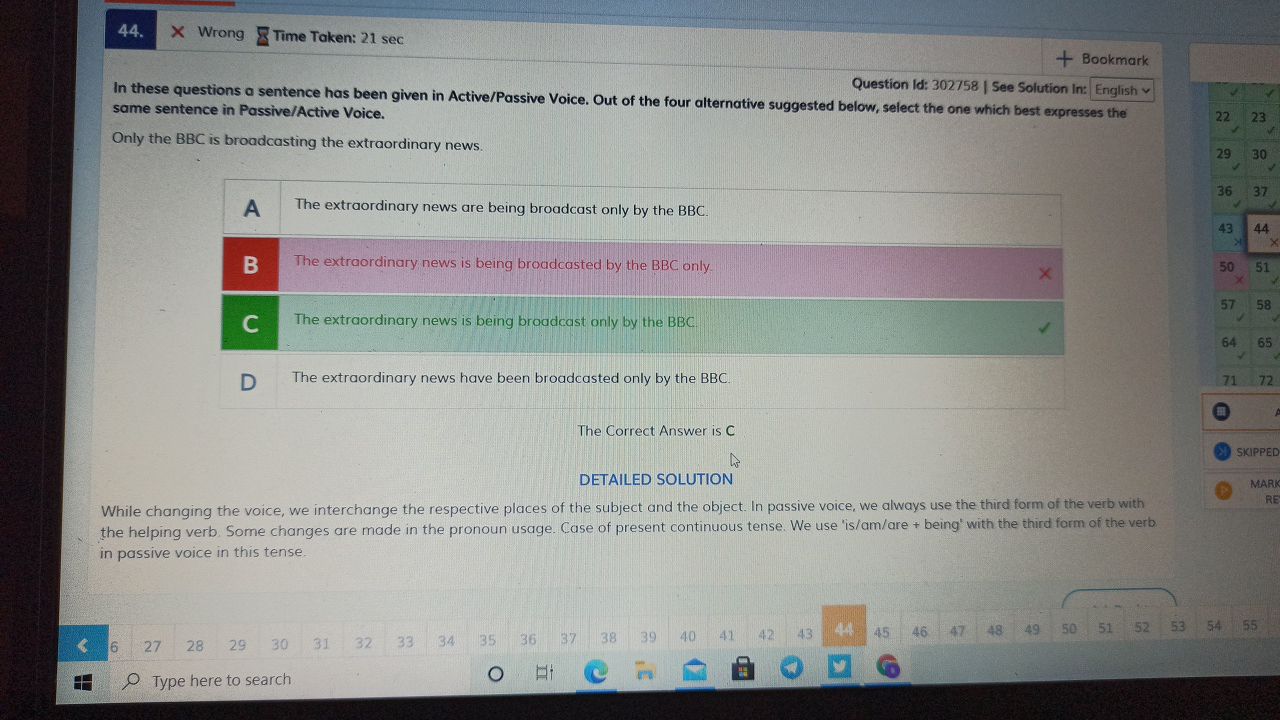 44. Wrong Time Taken: 21 sec
Bookmark
Question Id: 302758 | See Solution In: English
In these questions a sentence has been given in Active/Passive Voice. Out of the four alternative suggested below, select the one which best expresses the
same sentence in Passive/Active Voice.
Only the BBC is broadcasting the extraordinary news.
A The extraordinary news are being broadcast only by the BBC.
B The extraordinary news is being broadcasted by the BBC only.
C The extraordinary news is being broadcast only by the BBC.
D The extraordinary news have been broadcasted only by the BBC.
The Correct Answer is C
DETAILED SOLUTION
While changing the voice, we interchange the respective places of the subject and the object. In passive voice, we always use the third form of the verb with
the helping verb. Some changes are made in the pronoun usage. Case of present continuous tense. We use 'is/am/are + being' with the third form of the verb
in passive voice in this tense.
22 23
29 30
36 37
43 44
50 51
57 58
64 65
71 72
SKIPPED
MARK
RE
6 27 28 29 30 31 32 33 34 35 36 37 38 39 40 41 42 43 44 45 46 47 48 49 50 51 52 53 54 55
Type here to search